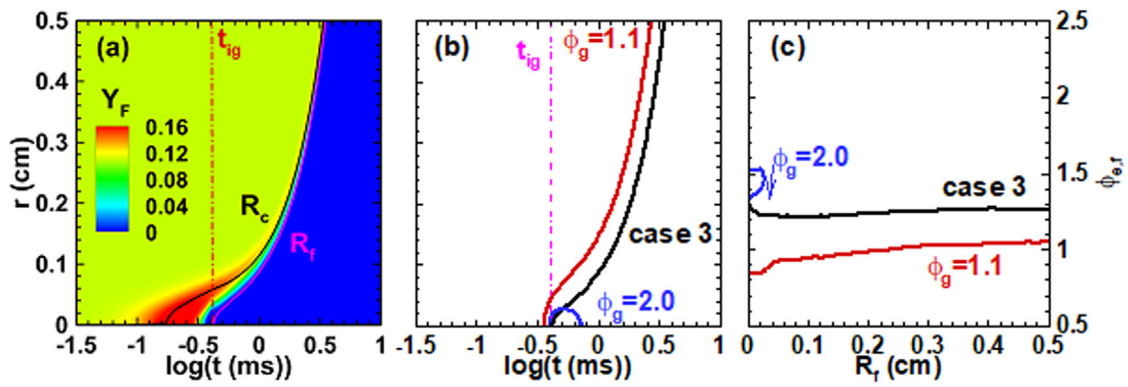 (a)
t_ig
Y_F
0.16
0.12
0.08
0.04
0
R_c
R_f
r (cm)
0.5
0.4
0.3
0.2
0.1
0
-1.5 -1 -0.5 0 0.5 1
log(t (ms))
(b)
t_ig
ϕ_g=1.1
case 3
ϕ_g=2.0
-1.5 -1 -0.5 0 0.5 1
log(t (ms))
(c)
ϕ_g=2.0
case 3
ϕ_g=1.1
2.5
2
1.5
1
0.5
ϕ_e,f
0 0.1 0.2 0.3 0.4 0.5
R_f (cm)